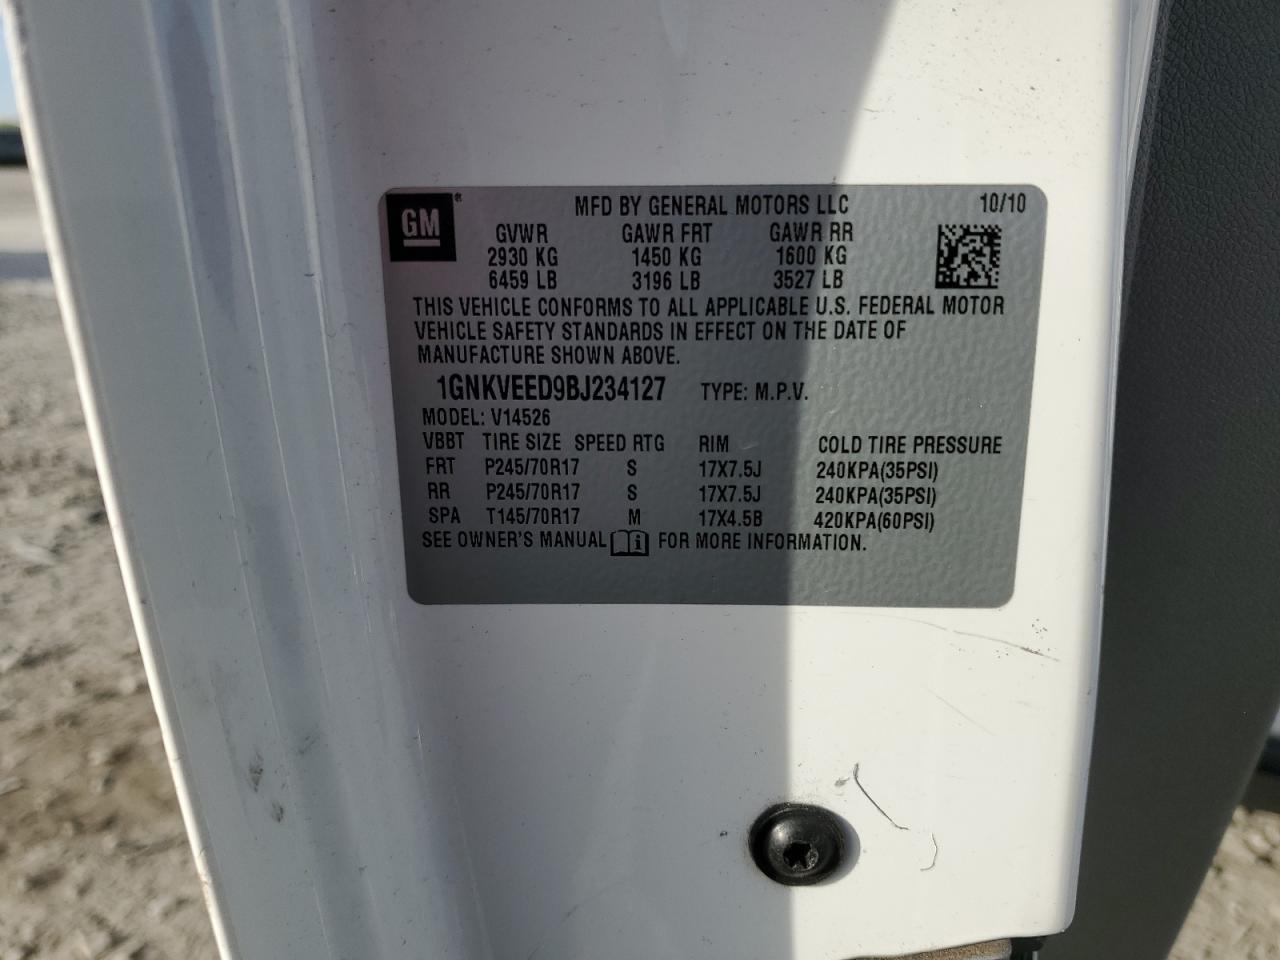 GM®
MFD BY GENERAL MOTORS LLC 10/10
GVWR GAWR FRT GAWR RR
2930 KG 1450 KG 1600 KG
6459 LB 3196 LB 3527 LB
THIS VEHICLE CONFORMS TO ALL APPLICABLE U.S. FEDERAL MOTOR
VEHICLE SAFETY STANDARDS IN EFFECT ON THE DATE OF
MANUFACTURE SHOWN ABOVE.
1GNKVEED9BJ234127 TYPE: M.P.V.
MODEL: V14526
VBBT TIRE SIZE SPEED RTG RIM COLD TIRE PRESSURE
FRT P245/70R17 S 17X7.5J 240KPA(35PSI)
RR P245/70R17 S 17X7.5J 240KPA(35PSI)
SPA T145/70R17 M 17X4.5B 420KPA(60PSI)
SEE OWNER'S MANUAL i FOR MORE INFORMATION.